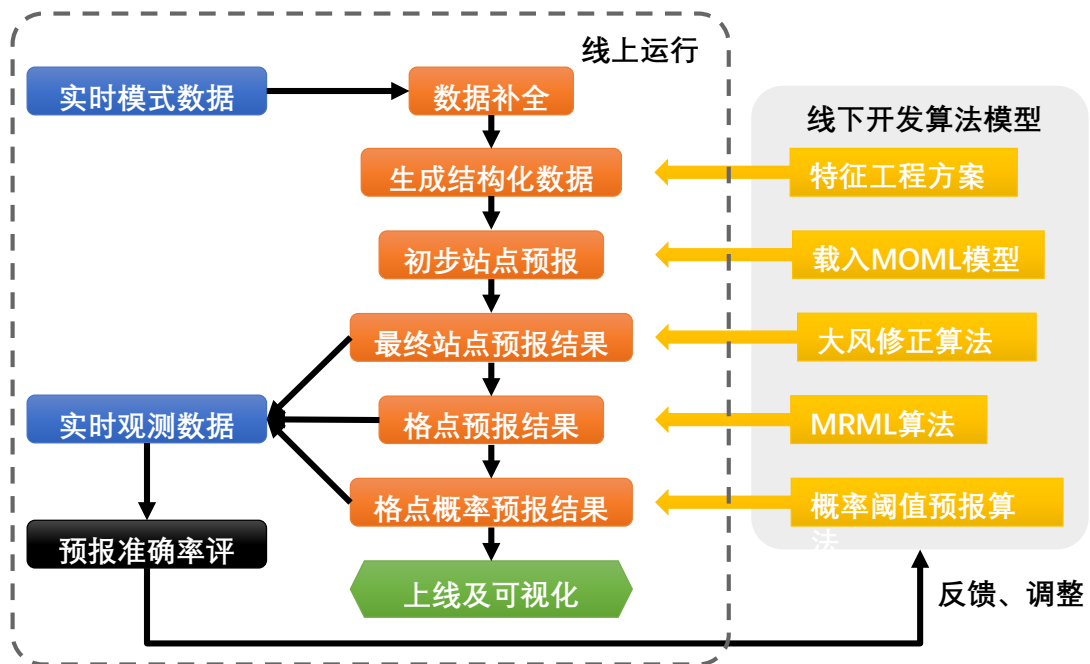 线上运行
实时模式数据
数据补全
线下开发算法模型
生成结构化数据
特征工程方案
初步站点预报
载入MOML模型
最终站点预报结果
大风修正算法
实时观测数据
格点预报结果
MRML算法
格点概率预报结果
概率阈值预报算
法
预报准确率评
上线及可视化
反馈、调整